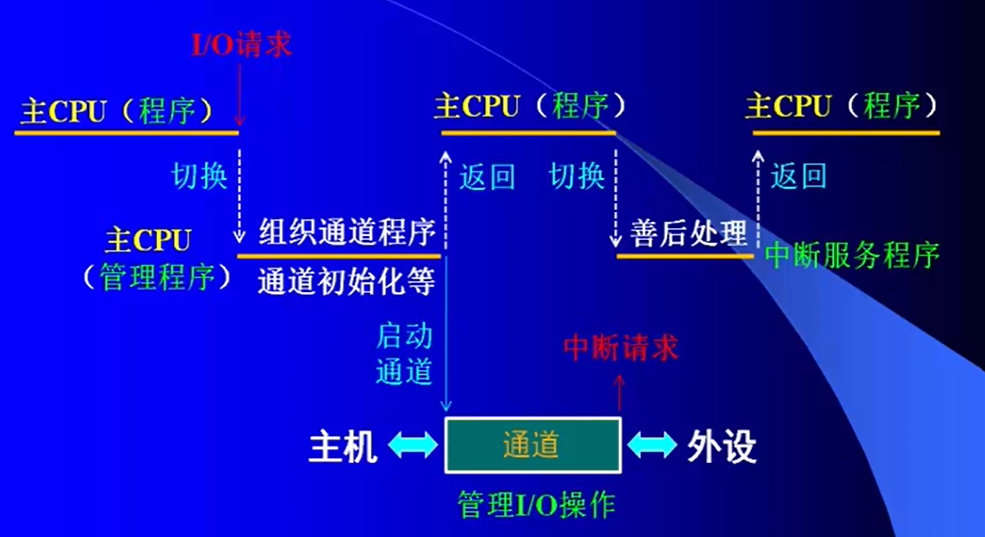 I/O请求
主CPU（程序）
主CPU（程序）
主CPU（程序）
切换
返回
切换
返回
主CPU
（管理程序）
组织通道程序
通道初始化等
善后处理
中断服务程序
启动
通道
中断请求
主机
通道
外设
管理I/O操作